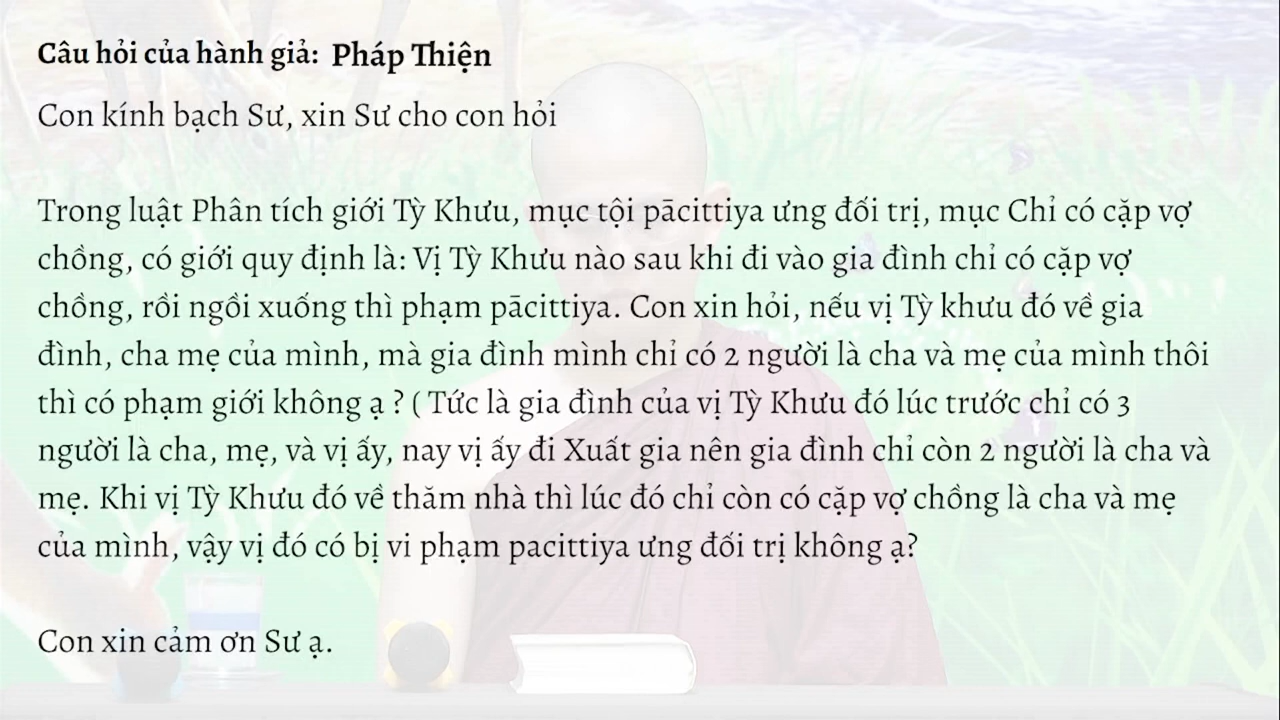 Câu hỏi của hành giả: Pháp Thiện
Con kính bạch Sư, xin Sư cho con hỏi
Trong luật Phân tích giới Tỳ Khưu, mục tội pācittiya ưng đối trị, mục Chỉ có cặp vợ
chồng, có giới quy định là: Vị Tỳ Khưu nào sau khi đi vào gia đình chỉ có cặp vợ
chồng, rồi ngồi xuống thì phạm pācittiya. Con xin hỏi, nếu vị Tỳ khưu đó về gia
đình, cha mẹ của mình, mà gia đình mình chỉ có 2 người là cha và mẹ của mình thôi
thì có phạm giới không ạ ? ( Tức là gia đình của vị Tỳ Khưu đó lúc trước chỉ có 3
người là cha, mẹ, và vị ấy, nay vị ấy đi Xuất gia nên gia đình chỉ còn 2 người là cha và
mẹ. Khi vị Tỳ Khưu đó về thăm nhà thì lúc đó chỉ còn có cặp vợ chồng là cha và mẹ
của mình, vậy vị đó có bị vi phạm pacittiya ưng đối trị không ạ?
Con xin cảm ơn Sư ạ.